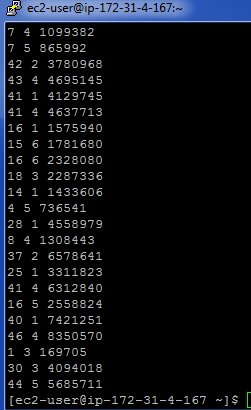 ec2-user@ip-172-31-4-167:~
7 4 1099382
7 5 865992
42 2 3780968
43 4 4695145
41 1 4129745
41 4 4637713
16 1 1575940
15 6 1781680
16 6 2328080
18 3 2287336
14 1 1433606
4 5 736541
28 1 4558979
8 4 1308443
37 2 6578641
25 1 3311823
41 4 6312840
16 5 2558824
40 1 7421251
46 4 8350570
1 3 169705
30 3 4094018
44 5 5685711
[ec2-user@ip-172-31-4-167 ~]$